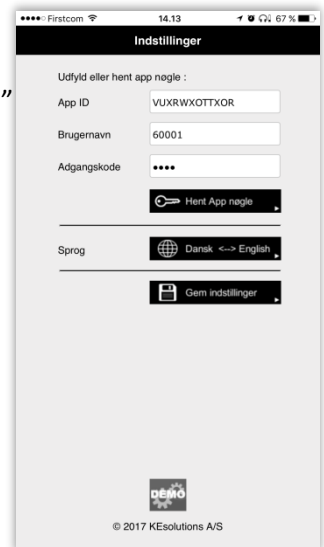 ●●●●○ Firstcom 14.13 67 %
Indstillinger
”
Udfyld eller hent app nøgle :
App ID VUXRWXOTTXOR
Brugernavn 60001
Adgangskode ••••
Hent App nøgle
Sprog Dansk <--> English
Gem indstillinger
DEMO
© 2017 KEsolutions A/S